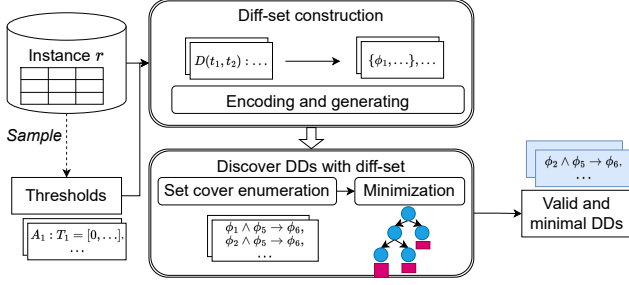 Instance r
Sample
Thresholds
A₁ : T₁ = [0, …],
…
Diff-set construction
D(t₁, t₂) : …
{ϕ₁, …}, …
Encoding and generating
Discover DDs with diff-set
Set cover enumeration
Minimization
ϕ₁ ∧ ϕ₅ → ϕ₆,
ϕ₂ ∧ ϕ₅ → ϕ₆,
…
ϕ₂ ∧ ϕ₅ → ϕ₆,
…
Valid and
minimal DDs